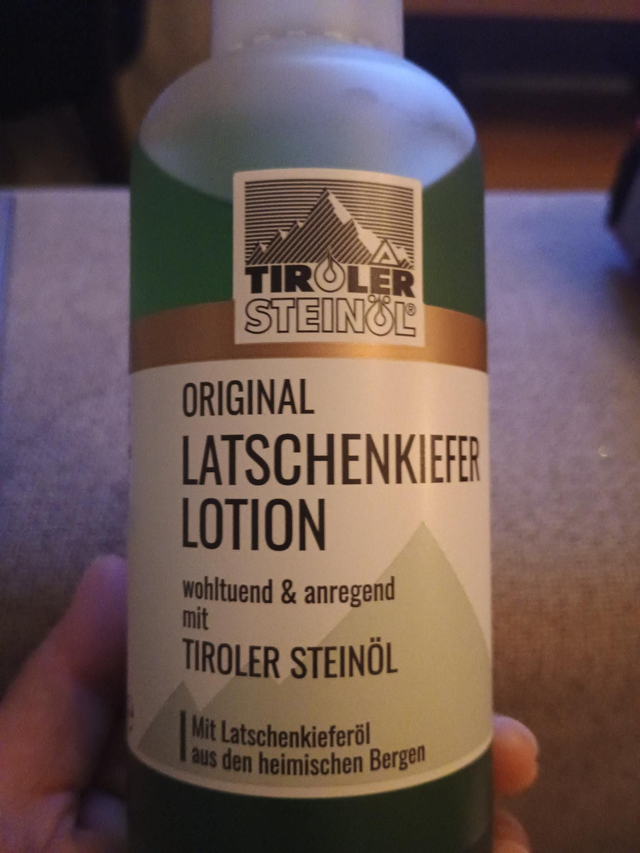 TIROLER
STEINÖL®
ORIGINAL
LATSCHENKIEFER
LOTION
wohltuend & anregend
mit
TIROLER STEINÖL
Mit Latschenkieferöl
aus den heimischen Bergen